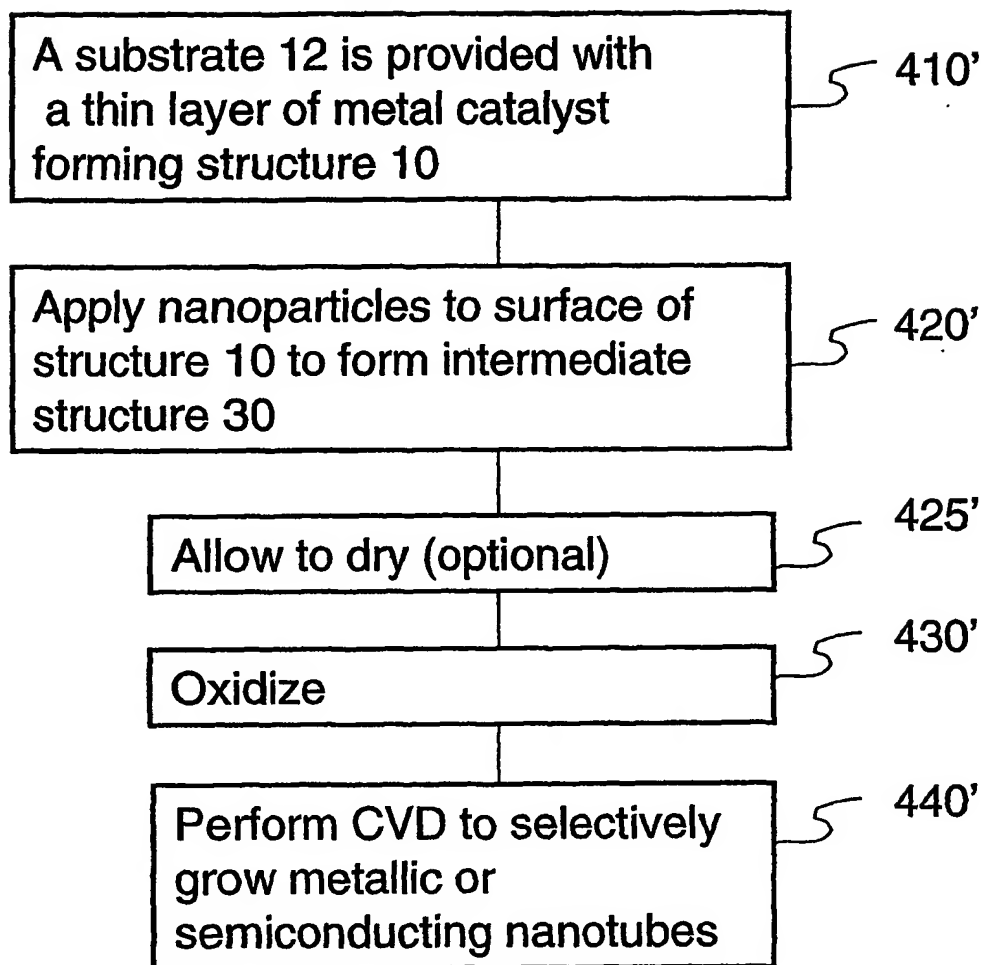 A substrate 12 is provided with
a thin layer of metal catalyst
forming structure 10
410'
Apply nanoparticles to surface of
structure 10 to form intermediate
structure 30
420'
Allow to dry (optional)
425'
Oxidize
430'
Perform CVD to selectively
grow metallic or
semiconducting nanotubes
440'